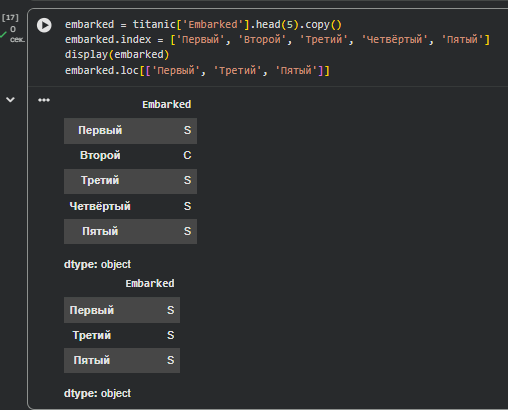 [17]
0
сек.
embarked = titanic['Embarked'].head(5).copy()
embarked.index = ['Первый', 'Второй', 'Третий', 'Четвёртый', 'Пятый']
display(embarked)
embarked.loc[['Первый', 'Третий', 'Пятый']]
Embarked
Первый S
Второй C
Третий S
Четвёртый S
Пятый S
dtype: object
Embarked
Первый S
Третий S
Пятый S
dtype: object